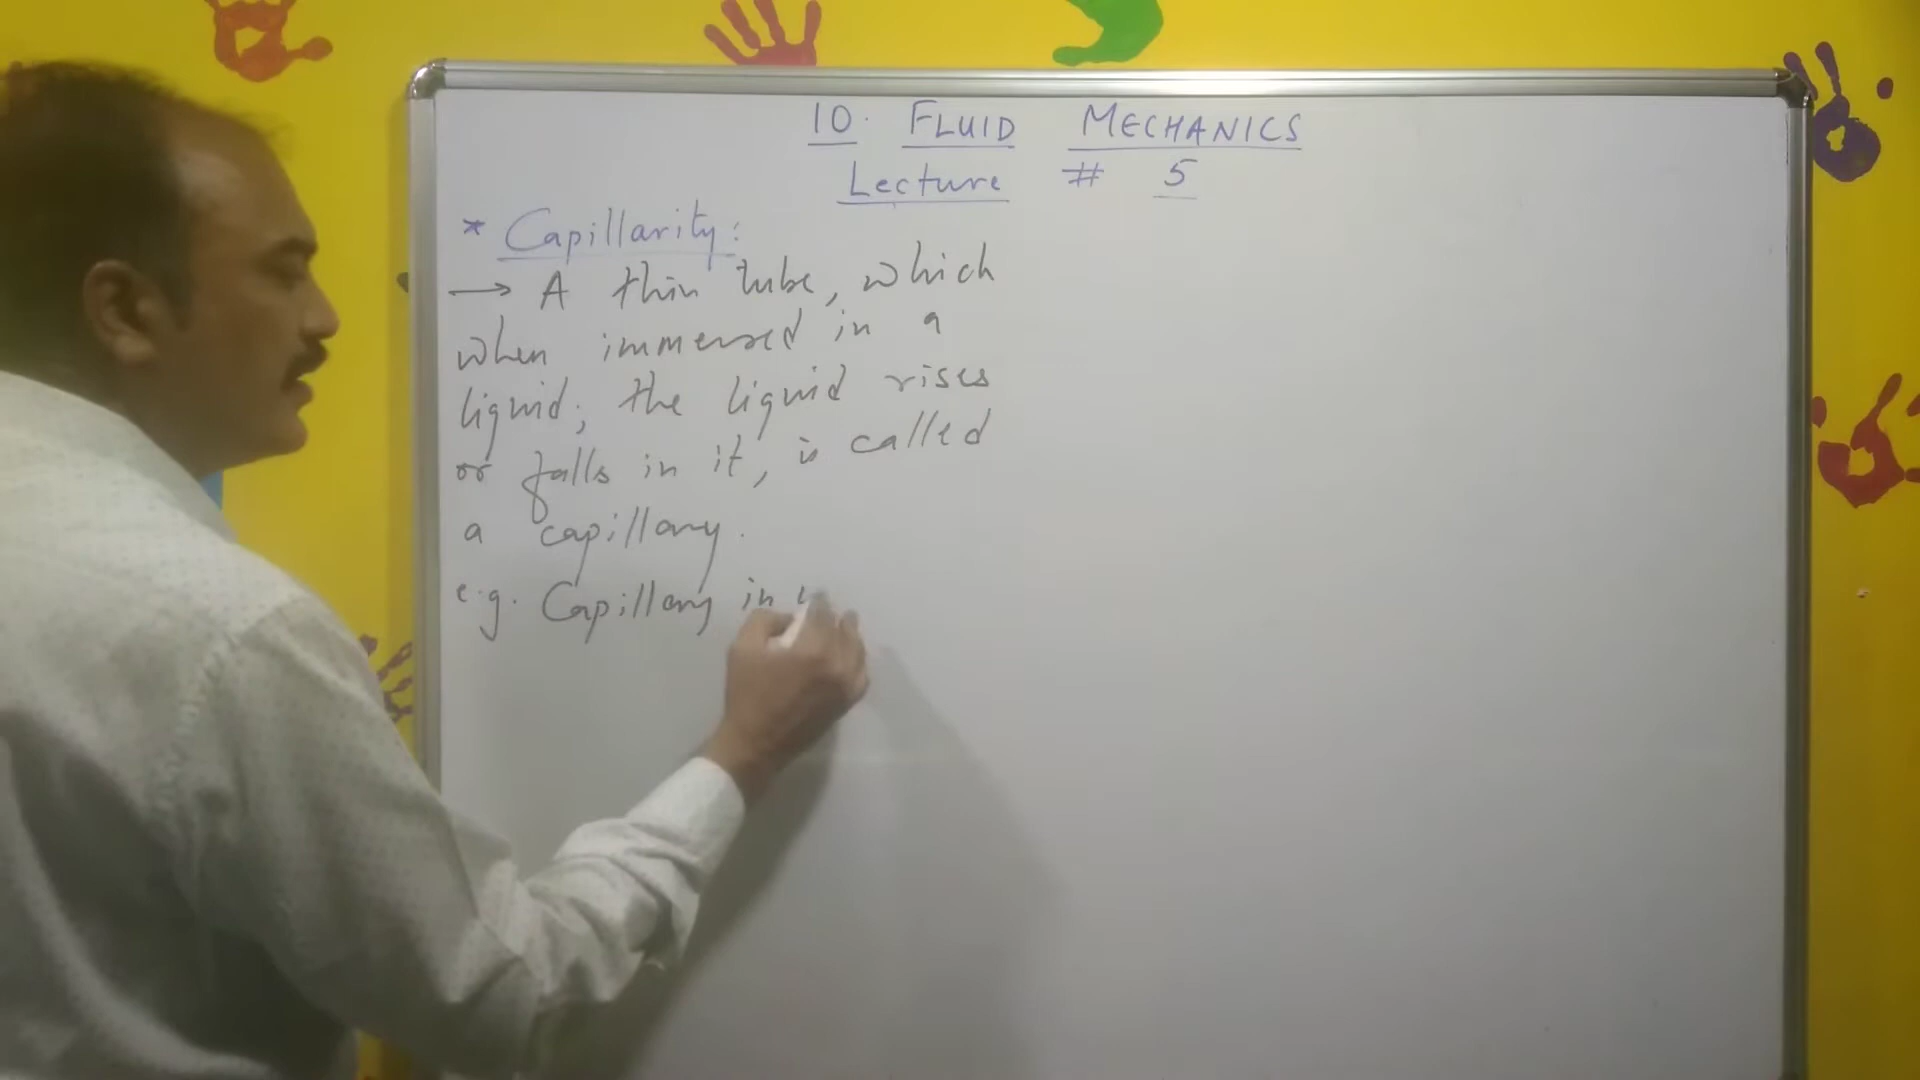 10. FLUID MECHANICS
Lecture # 5
* Capillarity:
→ A thin tube, which
when immersed in a
liquid, the liquid rises
or falls in it, is called
a capillary.
e.g. Capillary in